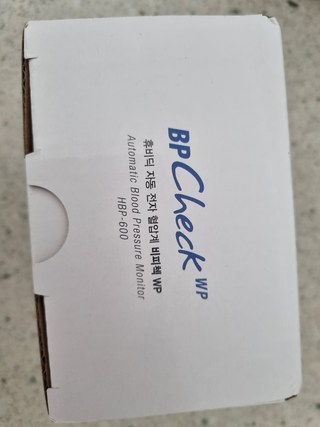 BPCheck WP
휴비딕 자동 전자 혈압계 비피첵 WP
Automatic Blood Pressure Monitor
HBP-600